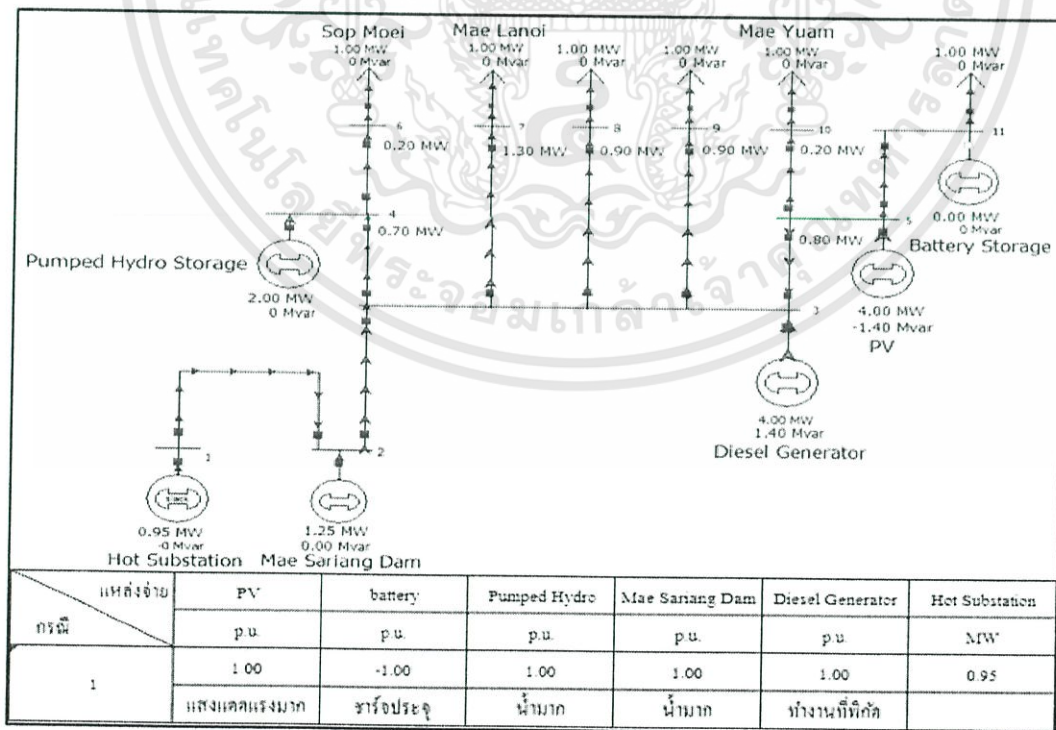 Sop Moei
Mae Lanoi
Mae Yuam
1.00 MW
0 Mvar
1.00 MW
0 Mvar
1.00 MW
0 Mvar
1.00 MW
0 Mvar
1.00 MW
0 Mvar
1.00 MW
0 Mvar
6
7
8
9
10
11
0.20 MW
1.30 MW
0.90 MW
0.90 MW
0.20 MW
0.00 MW
0 Mvar
Battery Storage
4
0.70 MW
5
0.80 MW
Pumped Hydro Storage
2.00 MW
0 Mvar
3
4.00 MW
-1.40 Mvar
PV
4.00 MW
1.40 Mvar
Diesel Generator
1
2
0.95 MW
-0 Mvar
Hot Substation
1.25 MW
0.00 Mvar
Mae Sariang Dam
แหล่งจ่าย
กรณี
PV battery Pumped Hydro Mae Sariang Dam Diesel Generator Hot Substation
p.u. p.u. p.u. p.u. p.u. MW
1
1.00 -1.00 1.00 1.00 1.00 0.95
แสงแดดแรงมาก ชาร์จประจุ น้ำมาก น้ำมาก ทำงานที่พิกัด